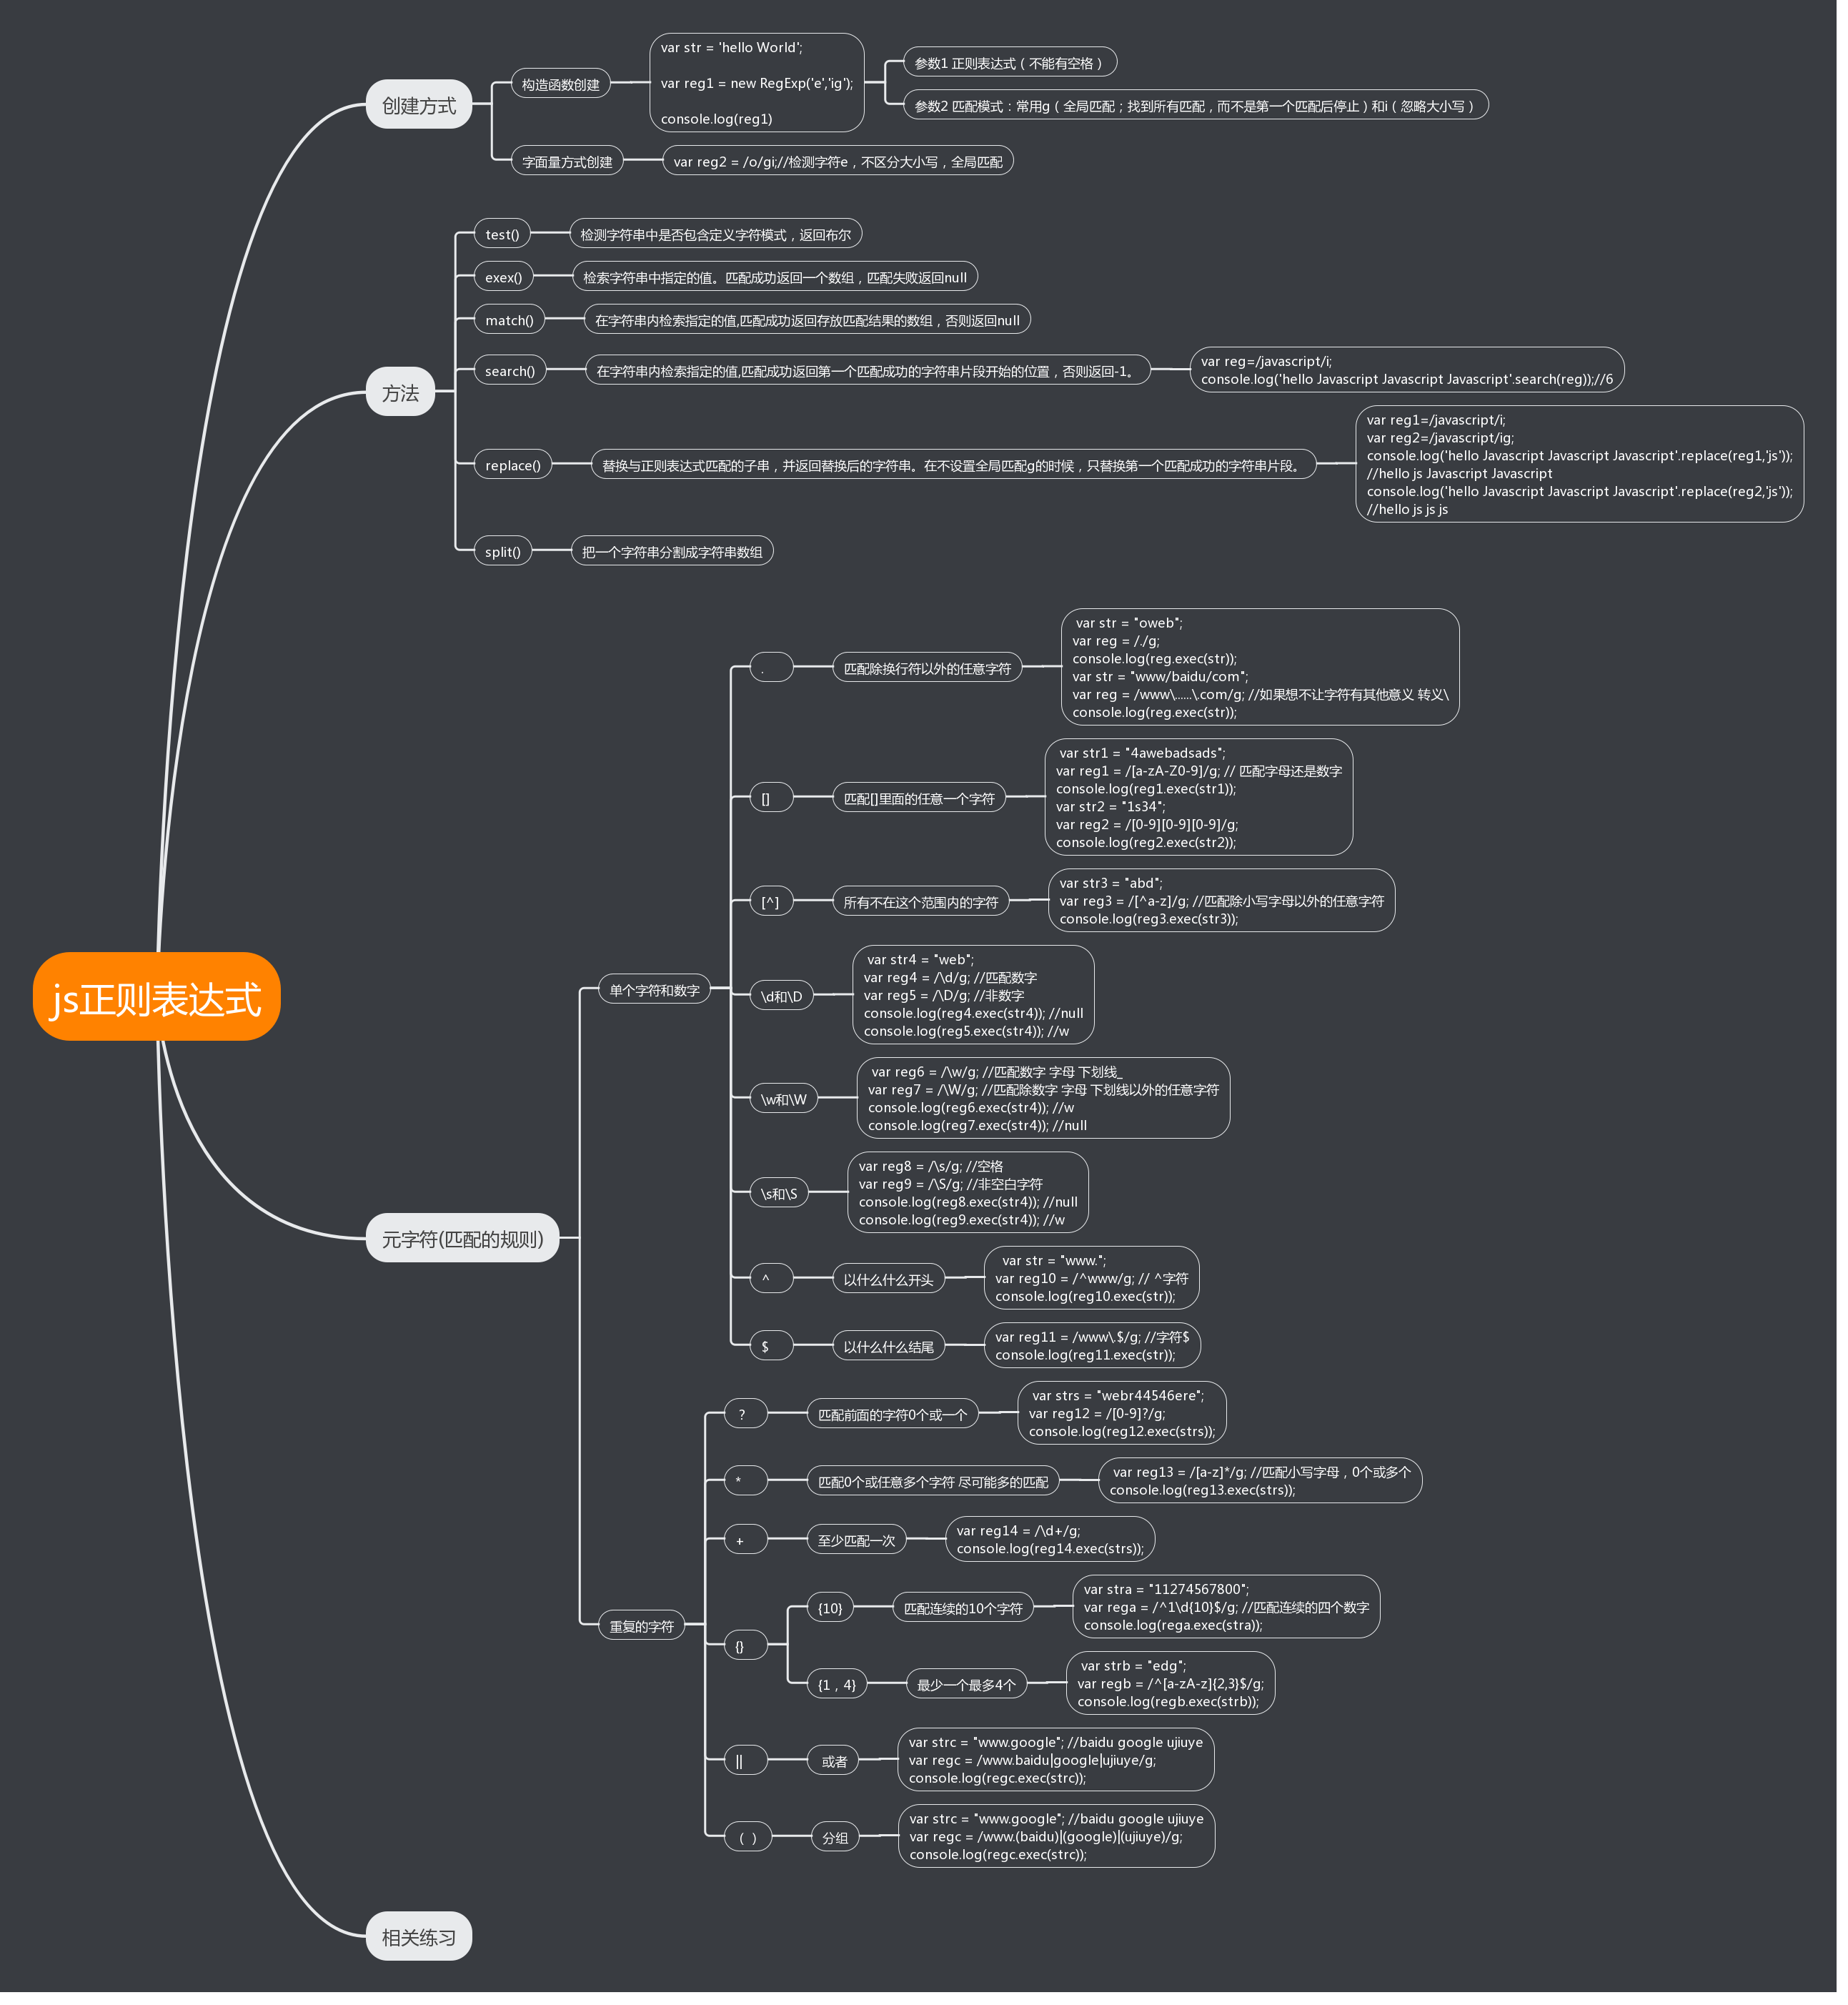 js正则表达式
创建方式
构造函数创建
var str = 'hello World';
var reg1 = new RegExp('e','ig');
console.log(reg1)
参数1 正则表达式（不能有空格）
参数2 匹配模式：常用g（全局匹配；找到所有匹配，而不是第一个匹配后停止）和i（忽略大小写）
字面量方式创建
var reg2 = /o/gi;//检测字符e，不区分大小写，全局匹配
方法
test()
检测字符串中是否包含定义字符模式，返回布尔
exex()
检索字符串中指定的值。匹配成功返回一个数组，匹配失败返回null
match()
在字符串内检索指定的值,匹配成功返回存放匹配结果的数组，否则返回null
search()
在字符串内检索指定的值,匹配成功返回第一个匹配成功的字符串片段开始的位置，否则返回-1。
var reg=/javascript/i;
console.log('hello Javascript Javascript Javascript'.search(reg));//6
replace()
替换与正则表达式匹配的子串，并返回替换后的字符串。在不设置全局匹配g的时候，只替换第一个匹配成功的字符串片段。
var reg1=/javascript/i;
var reg2=/javascript/ig;
console.log('hello Javascript Javascript Javascript'.replace(reg1,'js'));
//hello js Javascript Javascript
console.log('hello Javascript Javascript Javascript'.replace(reg2,'js'));
//hello js js js
split()
把一个字符串分割成字符串数组
元字符(匹配的规则)
单个字符和数字
.
匹配除换行符以外的任意字符
var str = "oweb";
var reg = /./g;
console.log(reg.exec(str));
var str = "www/baidu/com";
var reg = /www\......\.com/g; //如果想不让字符有其他意义 转义\
console.log(reg.exec(str));
[]
匹配[]里面的任意一个字符
var str1 = "4awebadsads";
var reg1 = /[a-zA-Z0-9]/g; // 匹配字母还是数字
console.log(reg1.exec(str1));
var str2 = "1s34";
var reg2 = /[0-9][0-9][0-9]/g;
console.log(reg2.exec(str2));
[^]
所有不在这个范围内的字符
var str3 = "abd";
var reg3 = /[^a-z]/g; //匹配除小写字母以外的任意字符
console.log(reg3.exec(str3));
\d和\D
var str4 = "web";
var reg4 = /\d/g; //匹配数字
var reg5 = /\D/g; //非数字
console.log(reg4.exec(str4)); //null
console.log(reg5.exec(str4)); //w
\w和\W
var reg6 = /\w/g; //匹配数字 字母 下划线_
var reg7 = /\W/g; //匹配除数字 字母 下划线以外的任意字符
console.log(reg6.exec(str4)); //w
console.log(reg7.exec(str4)); //null
\s和\S
var reg8 = /\s/g; //空格
var reg9 = /\S/g; //非空白字符
console.log(reg8.exec(str4)); //null
console.log(reg9.exec(str4)); //w
^
以什么什么开头
var str = "www.";
var reg10 = /^www/g; // ^字符
console.log(reg10.exec(str));
$
以什么什么结尾
var reg11 = /www\.$/g; //字符$
console.log(reg11.exec(str));
重复的字符
?
匹配前面的字符0个或一个
var strs = "webr44546ere";
var reg12 = /[0-9]?/g;
console.log(reg12.exec(strs));
*
匹配0个或任意多个字符 尽可能多的匹配
var reg13 = /[a-z]*/g; //匹配小写字母，0个或多个
console.log(reg13.exec(strs));
+
至少匹配一次
var reg14 = /\d+/g;
console.log(reg14.exec(strs));
{}
{10}
匹配连续的10个字符
var stra = "11274567800";
var rega = /^1\d{10}$/g; //匹配连续的四个数字
console.log(rega.exec(stra));
{1，4}
最少一个最多4个
var strb = "edg";
var regb = /^[a-zA-z]{2,3}$/g;
console.log(regb.exec(strb));
||
或者
var strc = "www.google"; //baidu google ujiuye
var regc = /www.baidu|google|ujiuye/g;
console.log(regc.exec(strc));
（ ）
分组
var strc = "www.google"; //baidu google ujiuye
var regc = /www.(baidu)|(google)|(ujiuye)/g;
console.log(regc.exec(strc));
相关练习